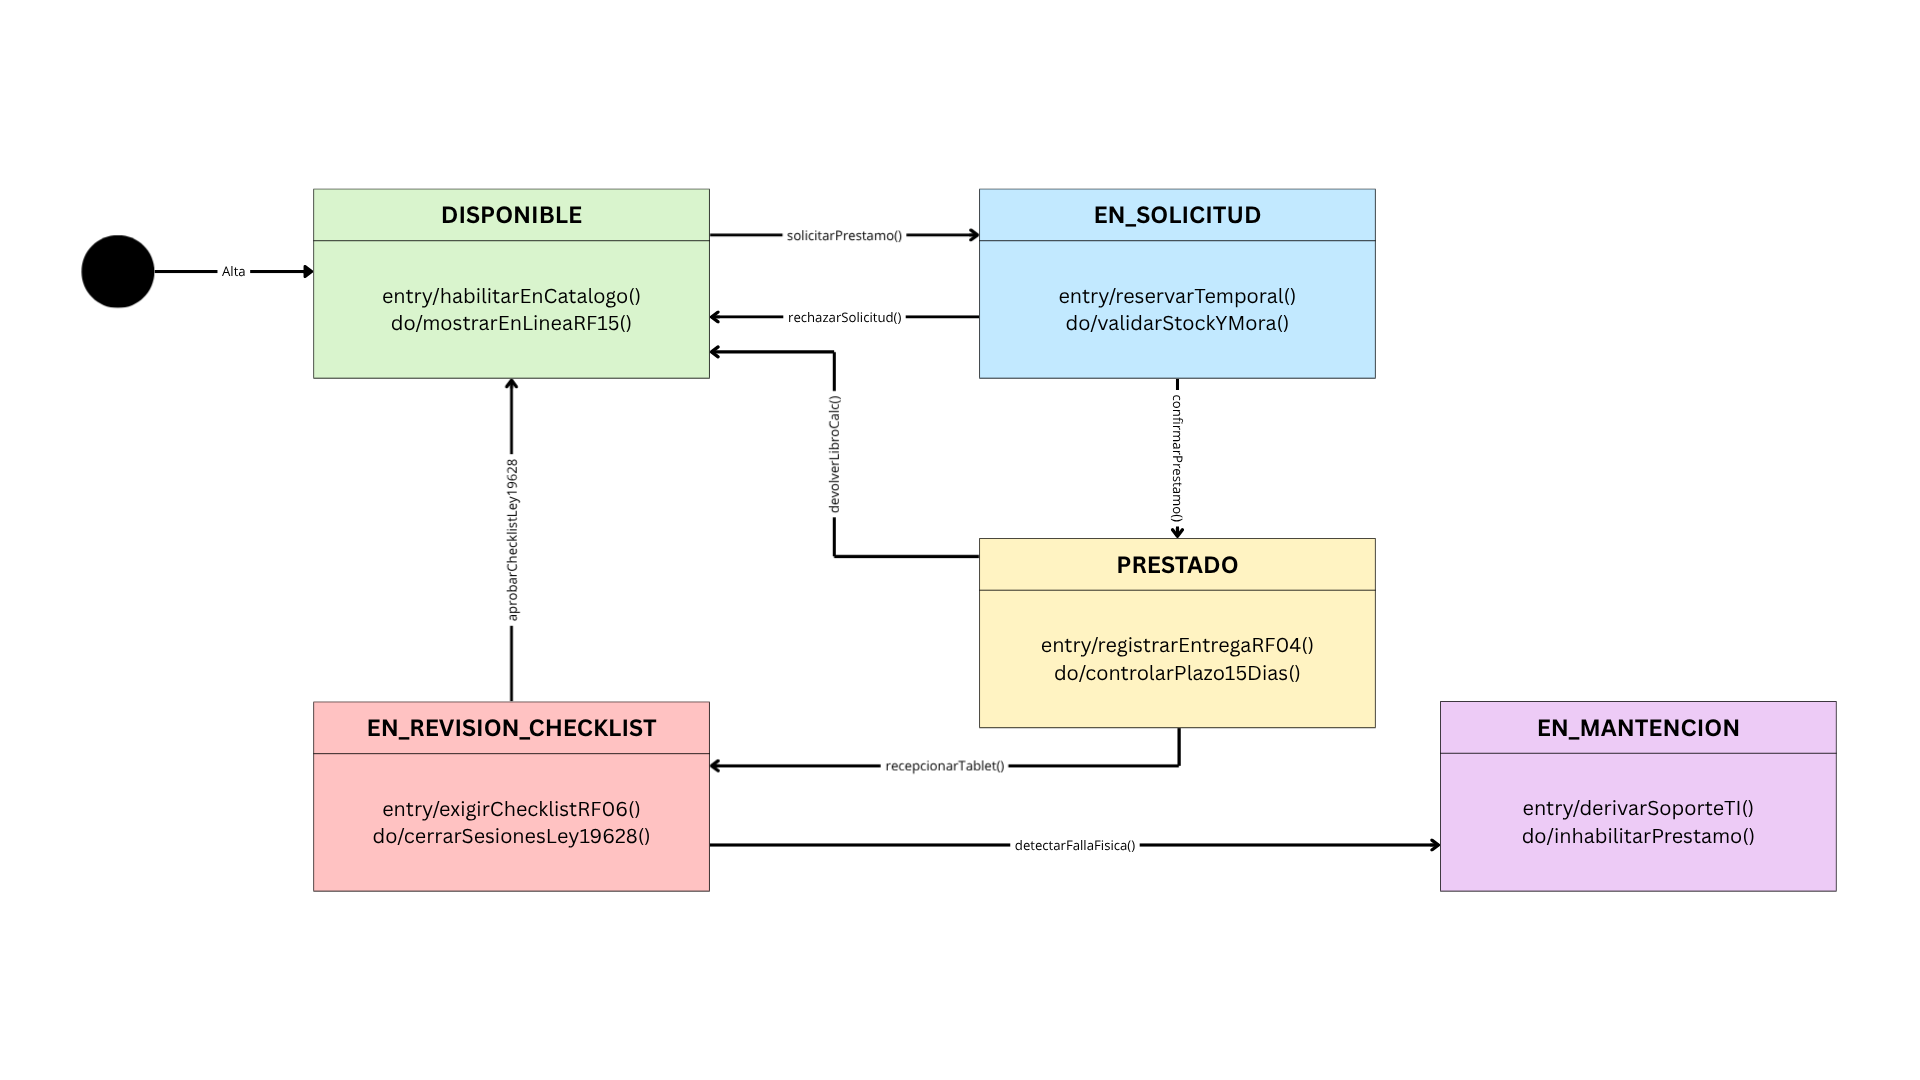 DISPONIBLE
entry/habilitarEnCatalogo()
do/mostrarEnLineaRF15()
Alta
solicitarPrestamo()
rechazarSolicitud()
EN_SOLICITUD
entry/reservarTemporal()
do/validarStockYMora()
devolverLibroCalc()
confirmarPrestamo()
aprobarChecklistLey19628
PRESTADO
entry/registrarEntregaRF04()
do/controlarPlazo15Dias()
EN_REVISION_CHECKLIST
entry/exigirChecklistRF06()
do/cerrarSesionesLey19628()
recepcionarTablet()
detectarFallaFisica()
EN_MANTENCION
entry/derivarSoporteTI()
do/inhabilitarPrestamo()